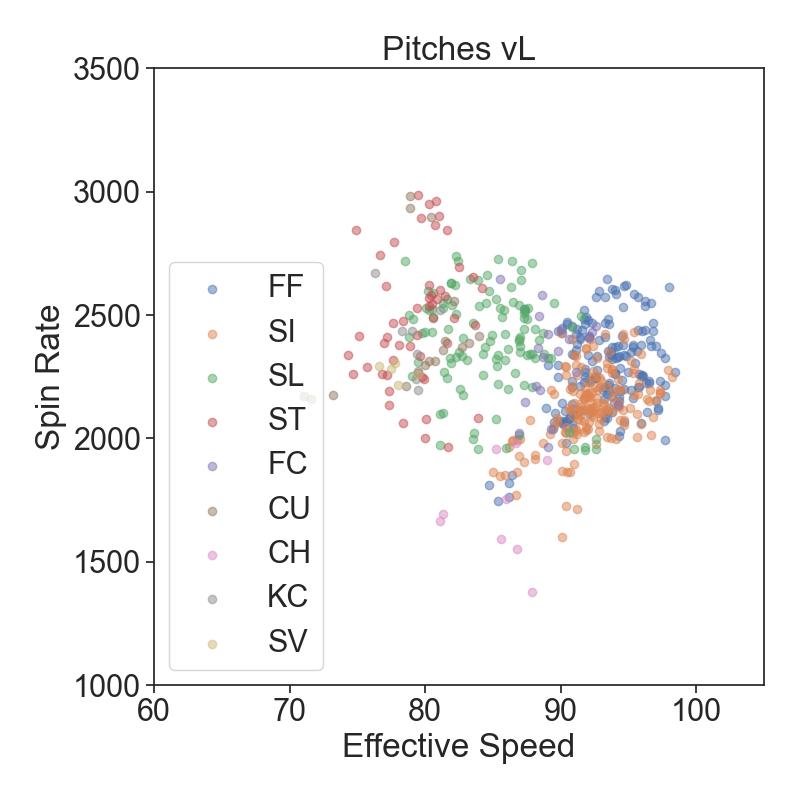 Pitches vL
3500
3000
2500
2000
1500
1000
Spin Rate
FF
SI
SL
ST
FC
CU
CH
KC
SV
60 70 80 90 100
Effective Speed